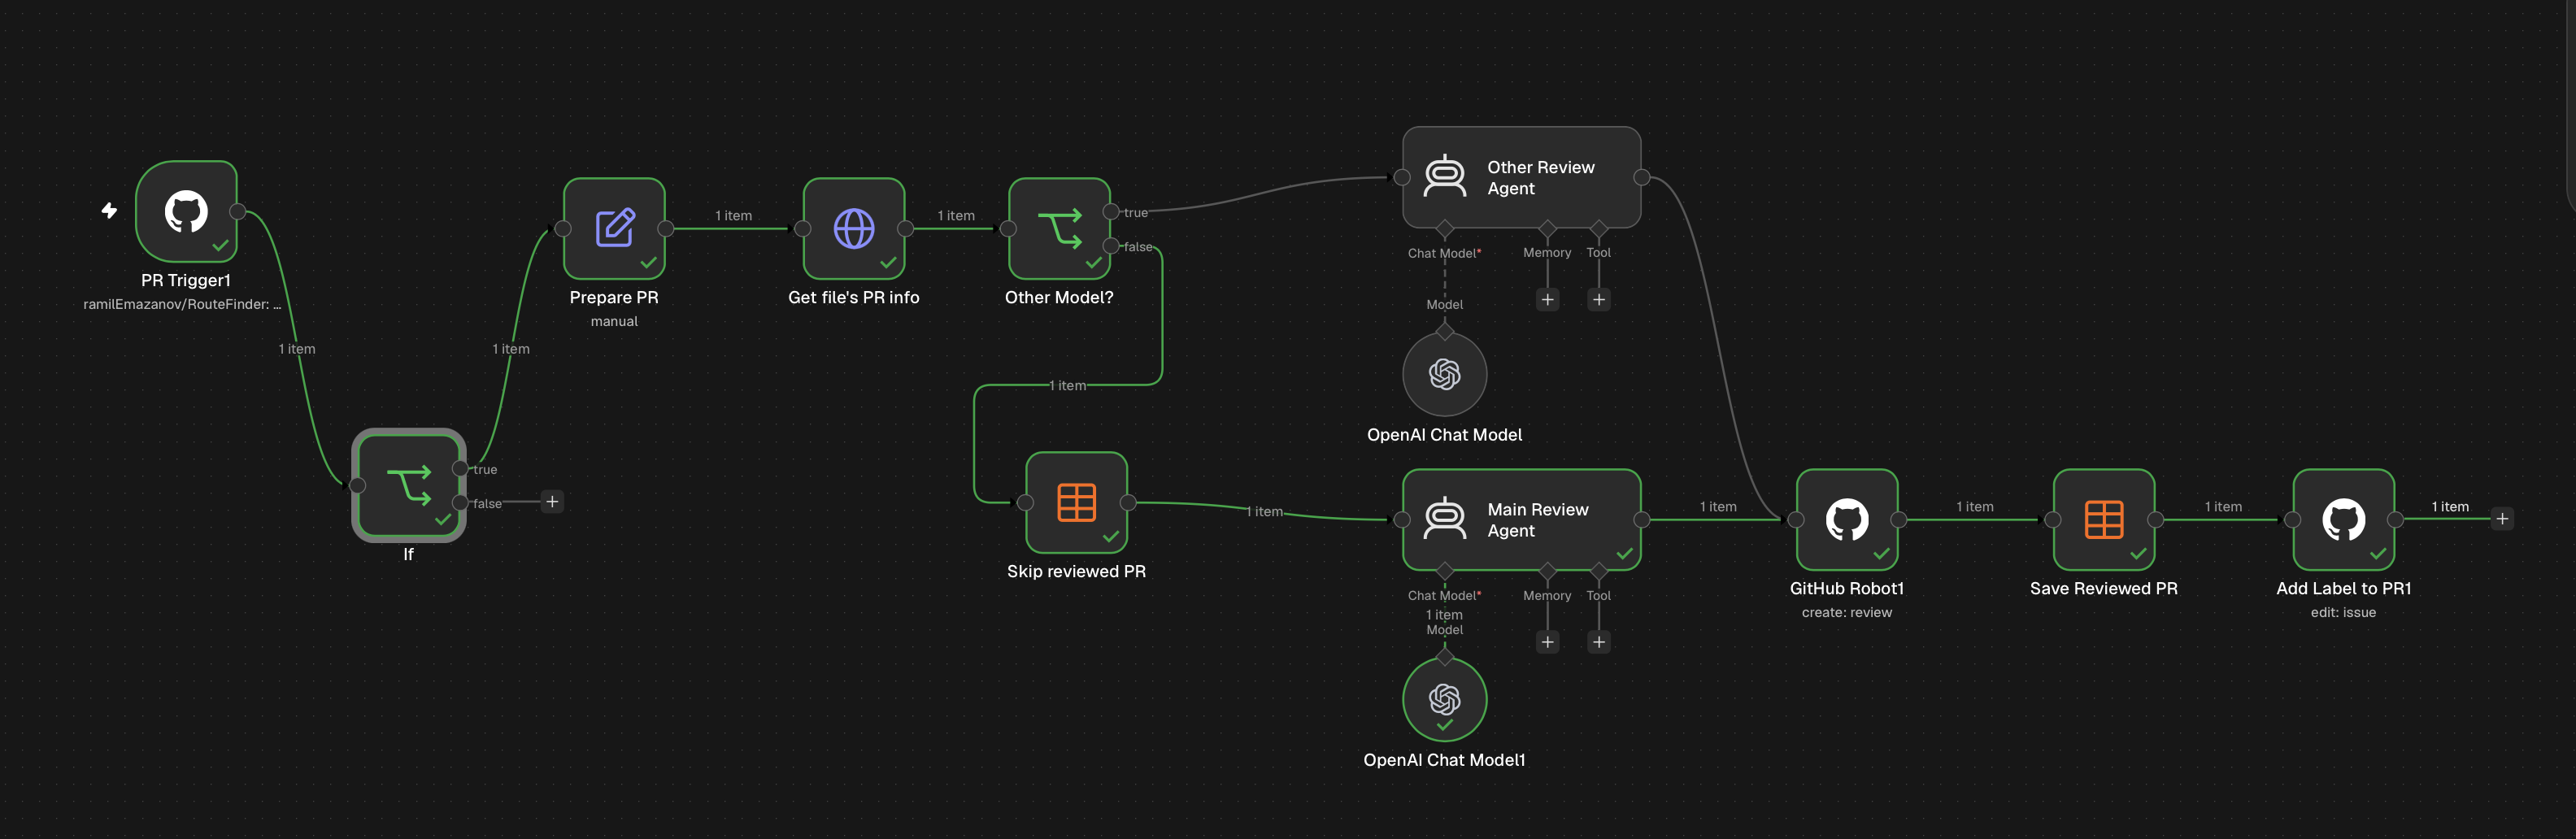 PR Trigger1
ramilEmazanov/RouteFinder: ...
1 item
If
true
false
1 item
Prepare PR
manual
1 item
Get file's PR info
1 item
Other Model?
true
false
1 item
Skip reviewed PR
1 item
Other Review
Agent
Chat Model*
Memory
Tool
Model
OpenAI Chat Model
Main Review
Agent
Chat Model*
Memory
Tool
1 item
Model
OpenAI Chat Model1
1 item
GitHub Robot1
create: review
1 item
Save Reviewed PR
1 item
Add Label to PR1
edit: issue
1 item